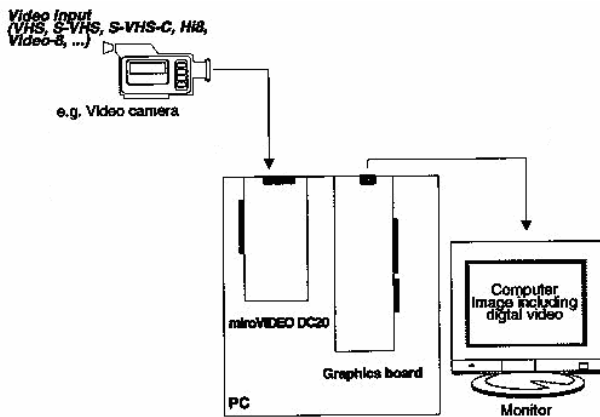 Video Input
(VHS, S-VHS, S-VHS-C, Hi8,
Video-8, ...)
e.g. Video camera
miroVIDEO DC20
Graphics board
PC
Computer
Image including
digtal video
Monitor